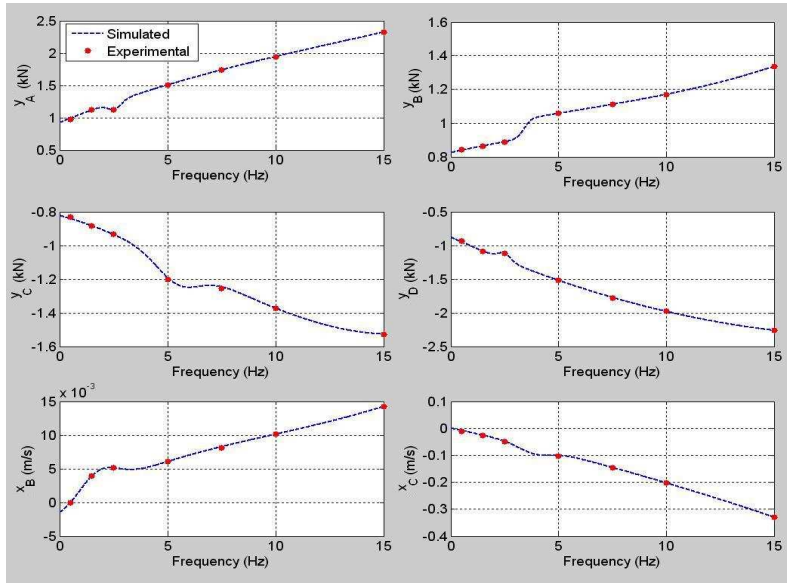 Simulated
Experimental
y_A (kN)
2.5
2
1.5
1
0.5
0 5 10 15
Frequency (Hz)
y_B (kN)
1.6
1.4
1.2
1
0.8
0 5 10 15
Frequency (Hz)
y_C (kN)
-0.8
-1
-1.2
-1.4
-1.6
0 5 10 15
Frequency (Hz)
y_D (kN)
-0.5
-1
-1.5
-2
-2.5
0 5 10 15
Frequency (Hz)
x 10^-3
x_B (m/s)
15
10
5
0
-5
0 5 10 15
Frequency (Hz)
x_C (m/s)
0.1
0
-0.1
-0.2
-0.3
-0.4
0 5 10 15
Frequency (Hz)